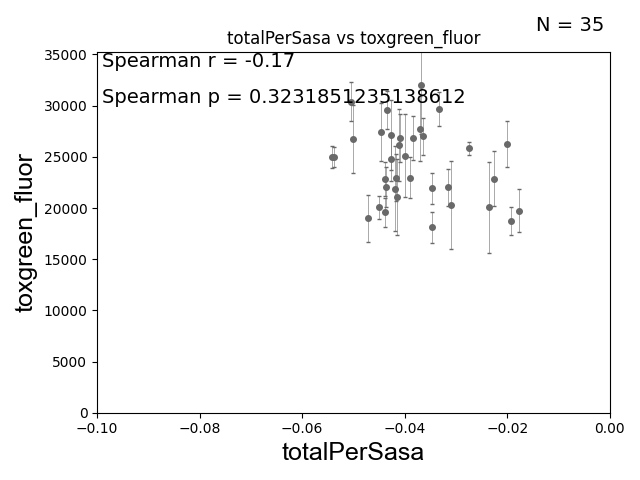 N = 35
totalPerSasa vs toxgreen_fluor
Spearman r = -0.17
Spearman p = 0.3231851235138612
35000
30000
25000
20000
15000
10000
5000
0
toxgreen_fluor
−0.10 −0.08 −0.06 −0.04 −0.02 0.00
totalPerSasa